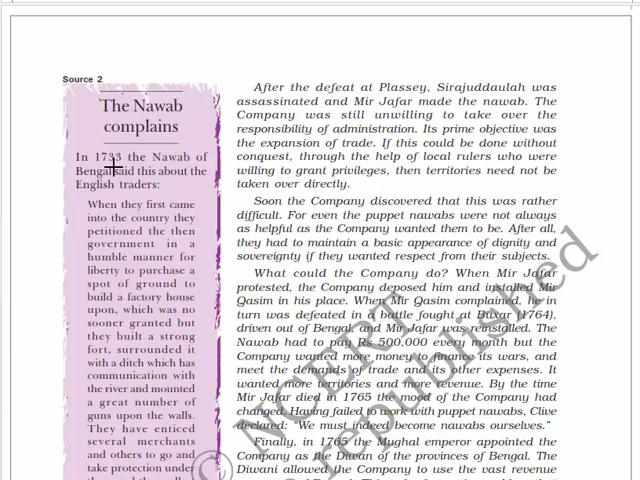 Source 2
The Nawab
complains
In 1733 the Nawab of
Bengal said this about the
English traders:
When they first came
into the country they
petitioned the then
government in a
humble manner for
liberty to purchase a
spot of ground to
build a factory house
upon, which was no
sooner granted but
they built a strong
fort, surrounded it
with a ditch which has
communication with
the river and mounted
a great number of
guns upon the walls.
They have enticed
several merchants
and others to go and
take protection under
After the defeat at Plassey, Sirajuddaulah was
assassinated and Mir Jafar made the nawab. The
Company was still unwilling to take over the
responsibility of administration. Its prime objective was
the expansion of trade. If this could be done without
conquest, through the help of local rulers who were
willing to grant privileges, then territories need not be
taken over directly.
Soon the Company discovered that this was rather
difficult. For even the puppet nawabs were not always
as helpful as the Company wanted them to be. After all,
they had to maintain a basic appearance of dignity and
sovereignty if they wanted respect from their subjects.
What could the Company do? When Mir Jafar
protested, the Company deposed him and installed Mir
Qasim in his place. When Mir Qasim complained, he in
turn was defeated in a battle fought at Buxar (1764),
driven out of Bengal, and Mir Jafar was reinstalled. The
Nawab had to pay Rs 500,000 every month but the
Company wanted more money to finance its wars, and
meet the demands of trade and its other expenses. It
wanted more territories and more revenue. By the time
Mir Jafar died in 1765 the mood of the Company had
changed. Having failed to work with puppet nawabs, Clive
declared: “We must indeed become nawabs ourselves.”
Finally, in 1765 the Mughal emperor appointed the
Company as the Diwan of the provinces of Bengal. The
Diwani allowed the Company to use the vast revenue
© NCERT
republished